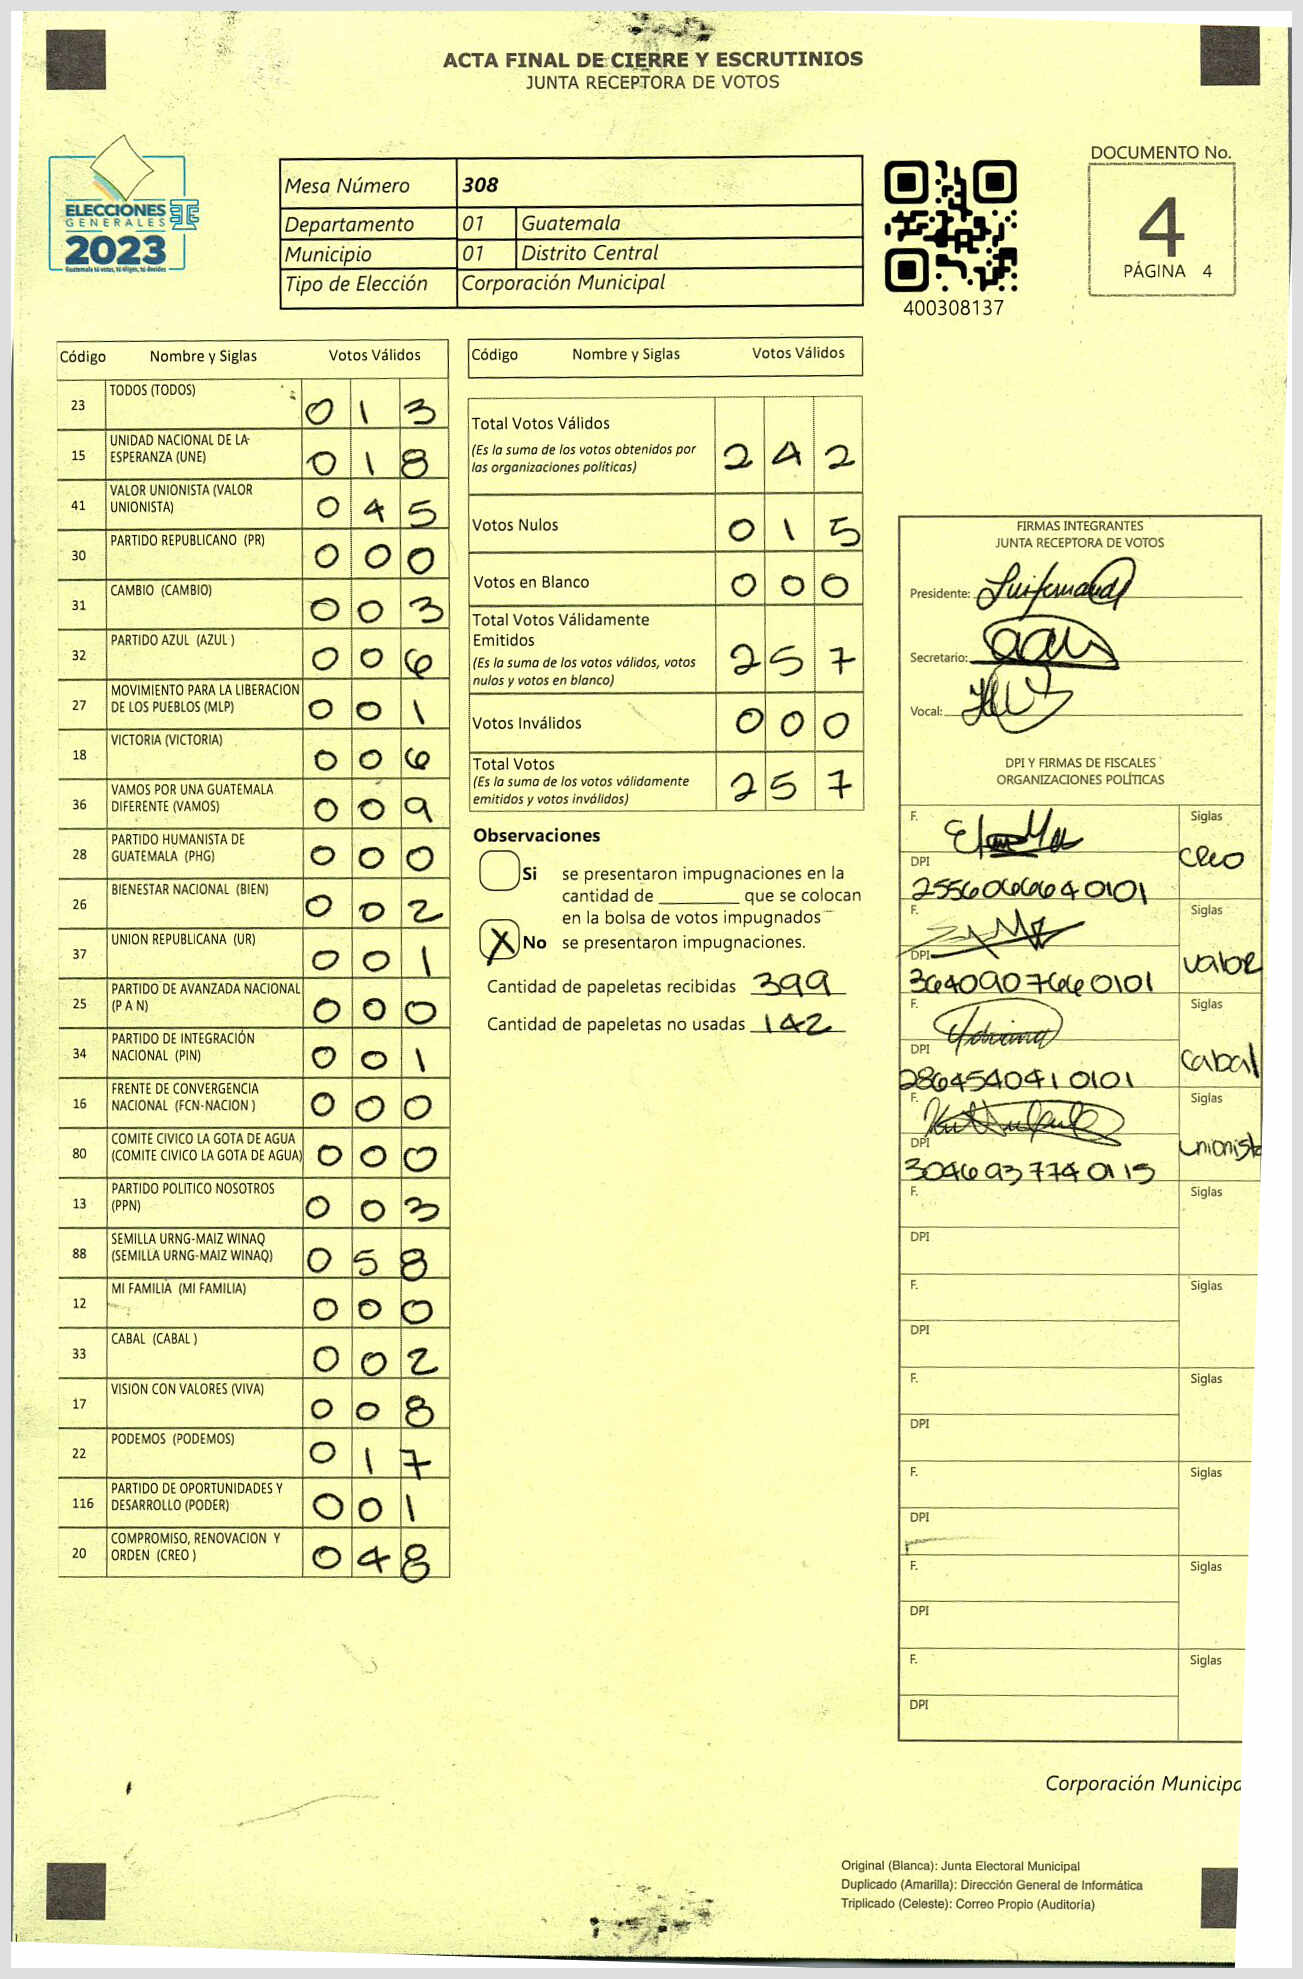 ACTA FINAL DE CIERRE Y ESCRUTINIOS
JUNTA RECEPTORA DE VOTOS
ELECCIONES
GENERALES
2023
Guatemala tú votas, tú eliges, tú decides
Mesa Número 308
Departamento 01 Guatemala
Municipio 01 Distrito Central
Tipo de Elección Corporación Municipal
400308137
DOCUMENTO No.
4
PÁGINA 4
Código Nombre y Siglas Votos Válidos
23 TODOS (TODOS) 0 1 3
15 UNIDAD NACIONAL DE LA
ESPERANZA (UNE) 0 1 8
41 VALOR UNIONISTA (VALOR
UNIONISTA) 0 4 5
30 PARTIDO REPUBLICANO (PR) 0 0 0
31 CAMBIO (CAMBIO) 0 0 3
32 PARTIDO AZUL (AZUL ) 0 0 6
27 MOVIMIENTO PARA LA LIBERACION
DE LOS PUEBLOS (MLP) 0 0 1
18 VICTORIA (VICTORIA) 0 0 6
36 VAMOS POR UNA GUATEMALA
DIFERENTE (VAMOS) 0 0 9
28 PARTIDO HUMANISTA DE
GUATEMALA (PHG) 0 0 0
26 BIENESTAR NACIONAL (BIEN) 0 0 2
37 UNION REPUBLICANA (UR) 0 0 1
25 PARTIDO DE AVANZADA NACIONAL
(P A N) 0 0 0
34 PARTIDO DE INTEGRACIÓN
NACIONAL (PIN) 0 0 1
16 FRENTE DE CONVERGENCIA
NACIONAL (FCN-NACION ) 0 0 0
80 COMITE CIVICO LA GOTA DE AGUA
(COMITE CIVICO LA GOTA DE AGUA) 0 0 0
13 PARTIDO POLITICO NOSOTROS
(PPN) 0 0 3
88 SEMILLA URNG-MAIZ WINAQ
(SEMILLA URNG-MAIZ WINAQ) 0 5 8
12 MI FAMILIA (MI FAMILIA) 0 0 0
33 CABAL (CABAL ) 0 0 2
17 VISION CON VALORES (VIVA) 0 0 8
22 PODEMOS (PODEMOS) 0 1 7
116 PARTIDO DE OPORTUNIDADES Y
DESARROLLO (PODER) 0 0 1
20 COMPROMISO, RENOVACION Y
ORDEN (CREO ) 0 4 8
Código Nombre y Siglas Votos Válidos
Total Votos Válidos
(Es la suma de los votos obtenidos por
las organizaciones políticas) 2 4 2
Votos Nulos 0 1 5
Votos en Blanco 0 0 0
Total Votos Válidamente
Emitidos
(Es la suma de los votos válidos, votos
nulos y votos en blanco) 2 5 7
Votos Inválidos 0 0 0
Total Votos
(Es la suma de los votos válidamente
emitidos y votos inválidos) 2 5 7
Observaciones
Si se presentaron impugnaciones en la
cantidad de ________ que se colocan
en la bolsa de votos impugnados
X No se presentaron impugnaciones.
Cantidad de papeletas recibidas 399
Cantidad de papeletas no usadas 142
FIRMAS INTEGRANTES
JUNTA RECEPTORA DE VOTOS
Presidente:
Secretario:
Vocal:
DPI Y FIRMAS DE FISCALES
ORGANIZACIONES POLÍTICAS
F. Siglas
DPI creo
2556066640101
F. Siglas
DPI valor
3640907660101
F. Siglas
DPI cabal
2864540410101
F. Siglas
DPI unionista
3046937740115
F. Siglas
DPI
F. Siglas
DPI
F. Siglas
DPI
F. Siglas
DPI
F. Siglas
DPI
F. Siglas
DPI
Corporación Municipa
Original (Blanca): Junta Electoral Municipal
Duplicado (Amarilla): Dirección General de Informática
Triplicado (Celeste): Correo Propio (Auditoría)